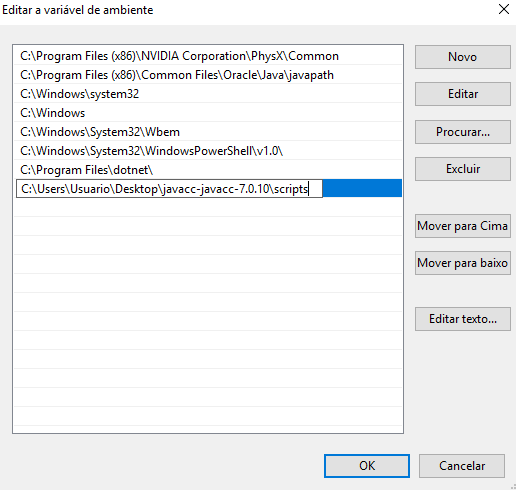 Editar a variável de ambiente
C:\Program Files (x86)\NVIDIA Corporation\PhysX\Common
C:\Program Files (x86)\Common Files\Oracle\Java\javapath
C:\Windows\system32
C:\Windows
C:\Windows\System32\Wbem
C:\Windows\System32\WindowsPowerShell\v1.0\
C:\Program Files\dotnet\
C:\Users\Usuario\Desktop\javacc-javacc-7.0.10\scripts
Novo
Editar
Procurar...
Excluir
Mover para Cima
Mover para baixo
Editar texto...
OK
Cancelar